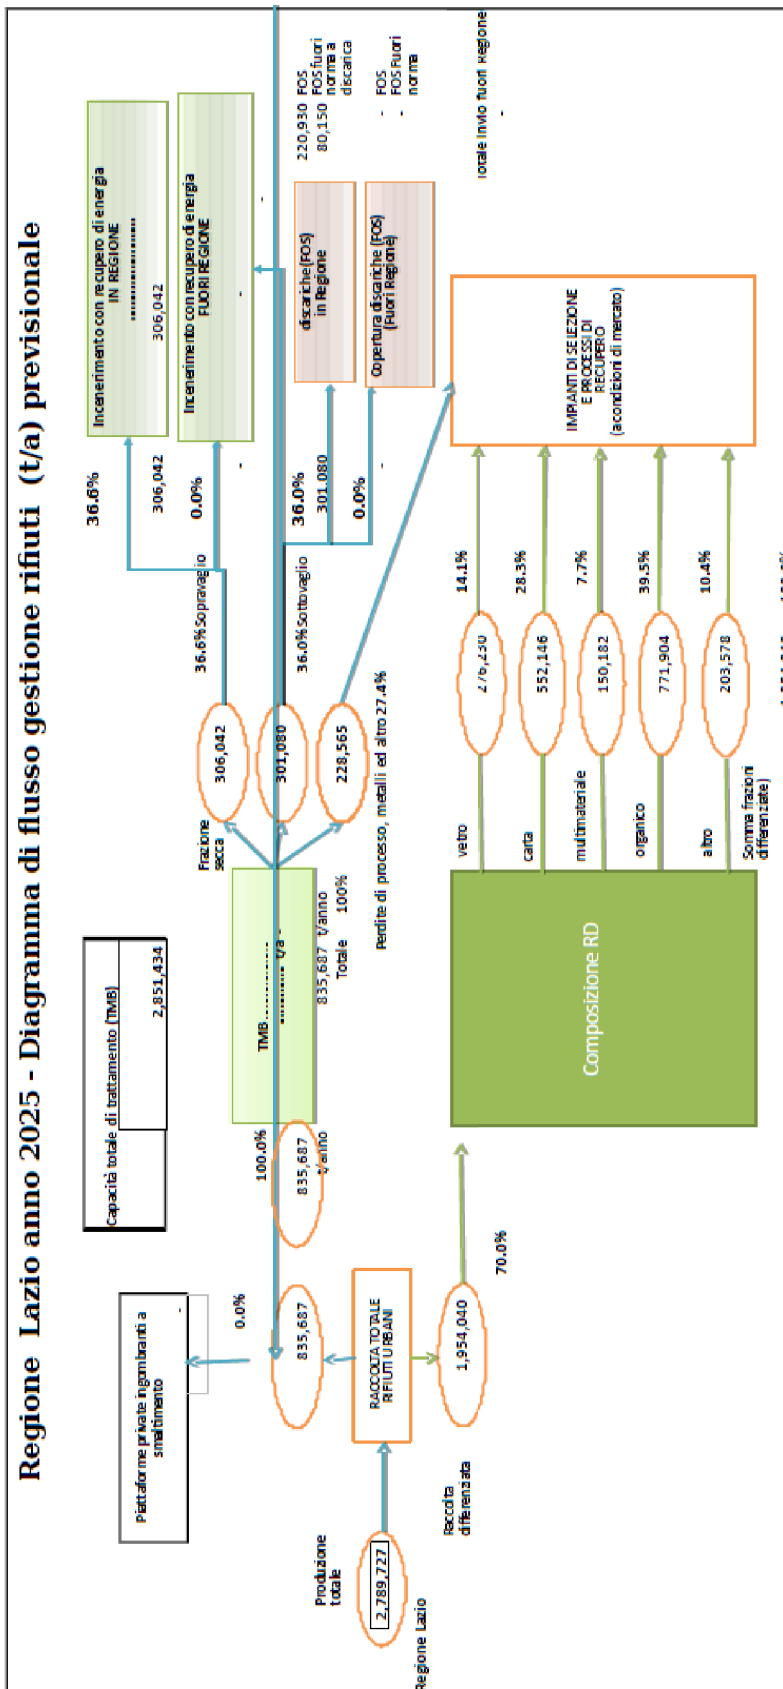 Regione Lazio anno 2025 - Diagramma di flusso gestione rifiuti (t/a) previsionale
Piattaforme private ingombranti a
smaltimento
-
0.0%
Capacità totale di trattamento (TMB)
2,851,434
Produzione
totale
2,789,727
Regione Lazio
RACCOLTA TOTALE
RIFIUTI URBANI
835,687
100.0%
835,687
t/anno
Raccolta
differenziata
1,954,040
70.0%
TMB
t/a -
835,687 t/anno
Totale 100%
Frazione
secca
306,042
301,080
228,565
36.6% Sopravaglio
36.0% Sottovaglio
Perdite di processo, metalli ed altro 27.4%
36.6%
306,042
0.0%
-
Incenerimento con recupero di energia
IN REGIONE
306,042
Incenerimento con recupero di energia
FUORI REGIONE
-
-
36.0%
301,080
0.0%
-
discariche (FOS)
in Regione
Copertura discariche (FOS)
(Fuori Regione)
220,930 FOS
80,150 FOS fuori
norma a
discarica
- FOS
- FOS Fuori
norma
Totale Invio fuori Regione
-
Composizione RD
vetro
276,230
14.1%
carta
552,146
28.3%
multimateriale
150,182
7.7%
organico
771,904
39.5%
altro
203,578
10.4%
Somma frazioni
differenziate)
IMPIANTI DI SELEZIONE
E PROCESSI DI
RECUPERO
(a condizioni di mercato)